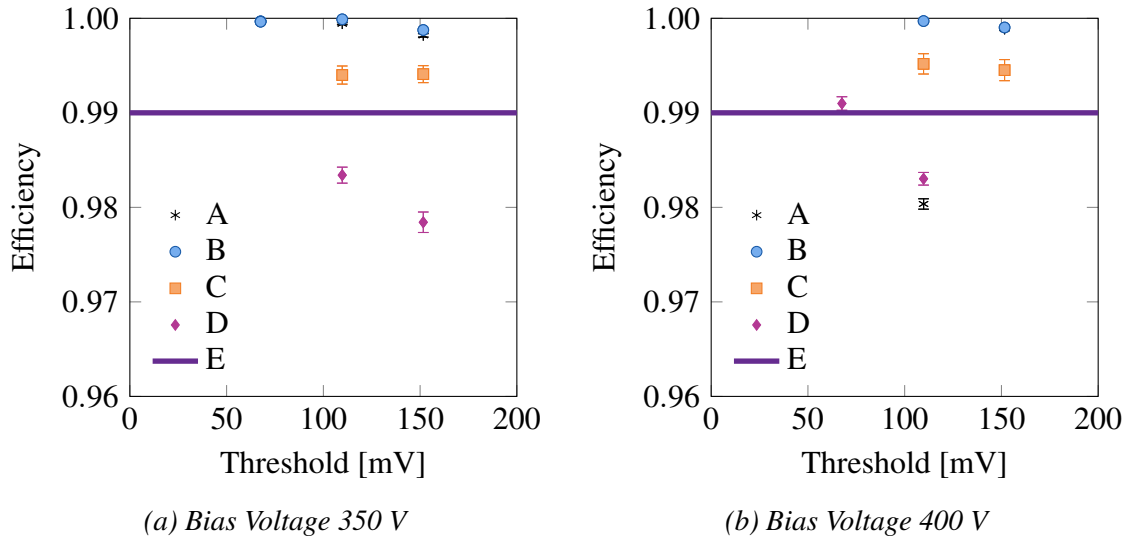 1.00
0.99
0.98
0.97
0.96
Efficiency
A
B
C
D
E
0 50 100 150 200
Threshold [mV]
(a) Bias Voltage 350 V
1.00
0.99
0.98
0.97
0.96
Efficiency
A
B
C
D
E
0 50 100 150 200
Threshold [mV]
(b) Bias Voltage 400 V